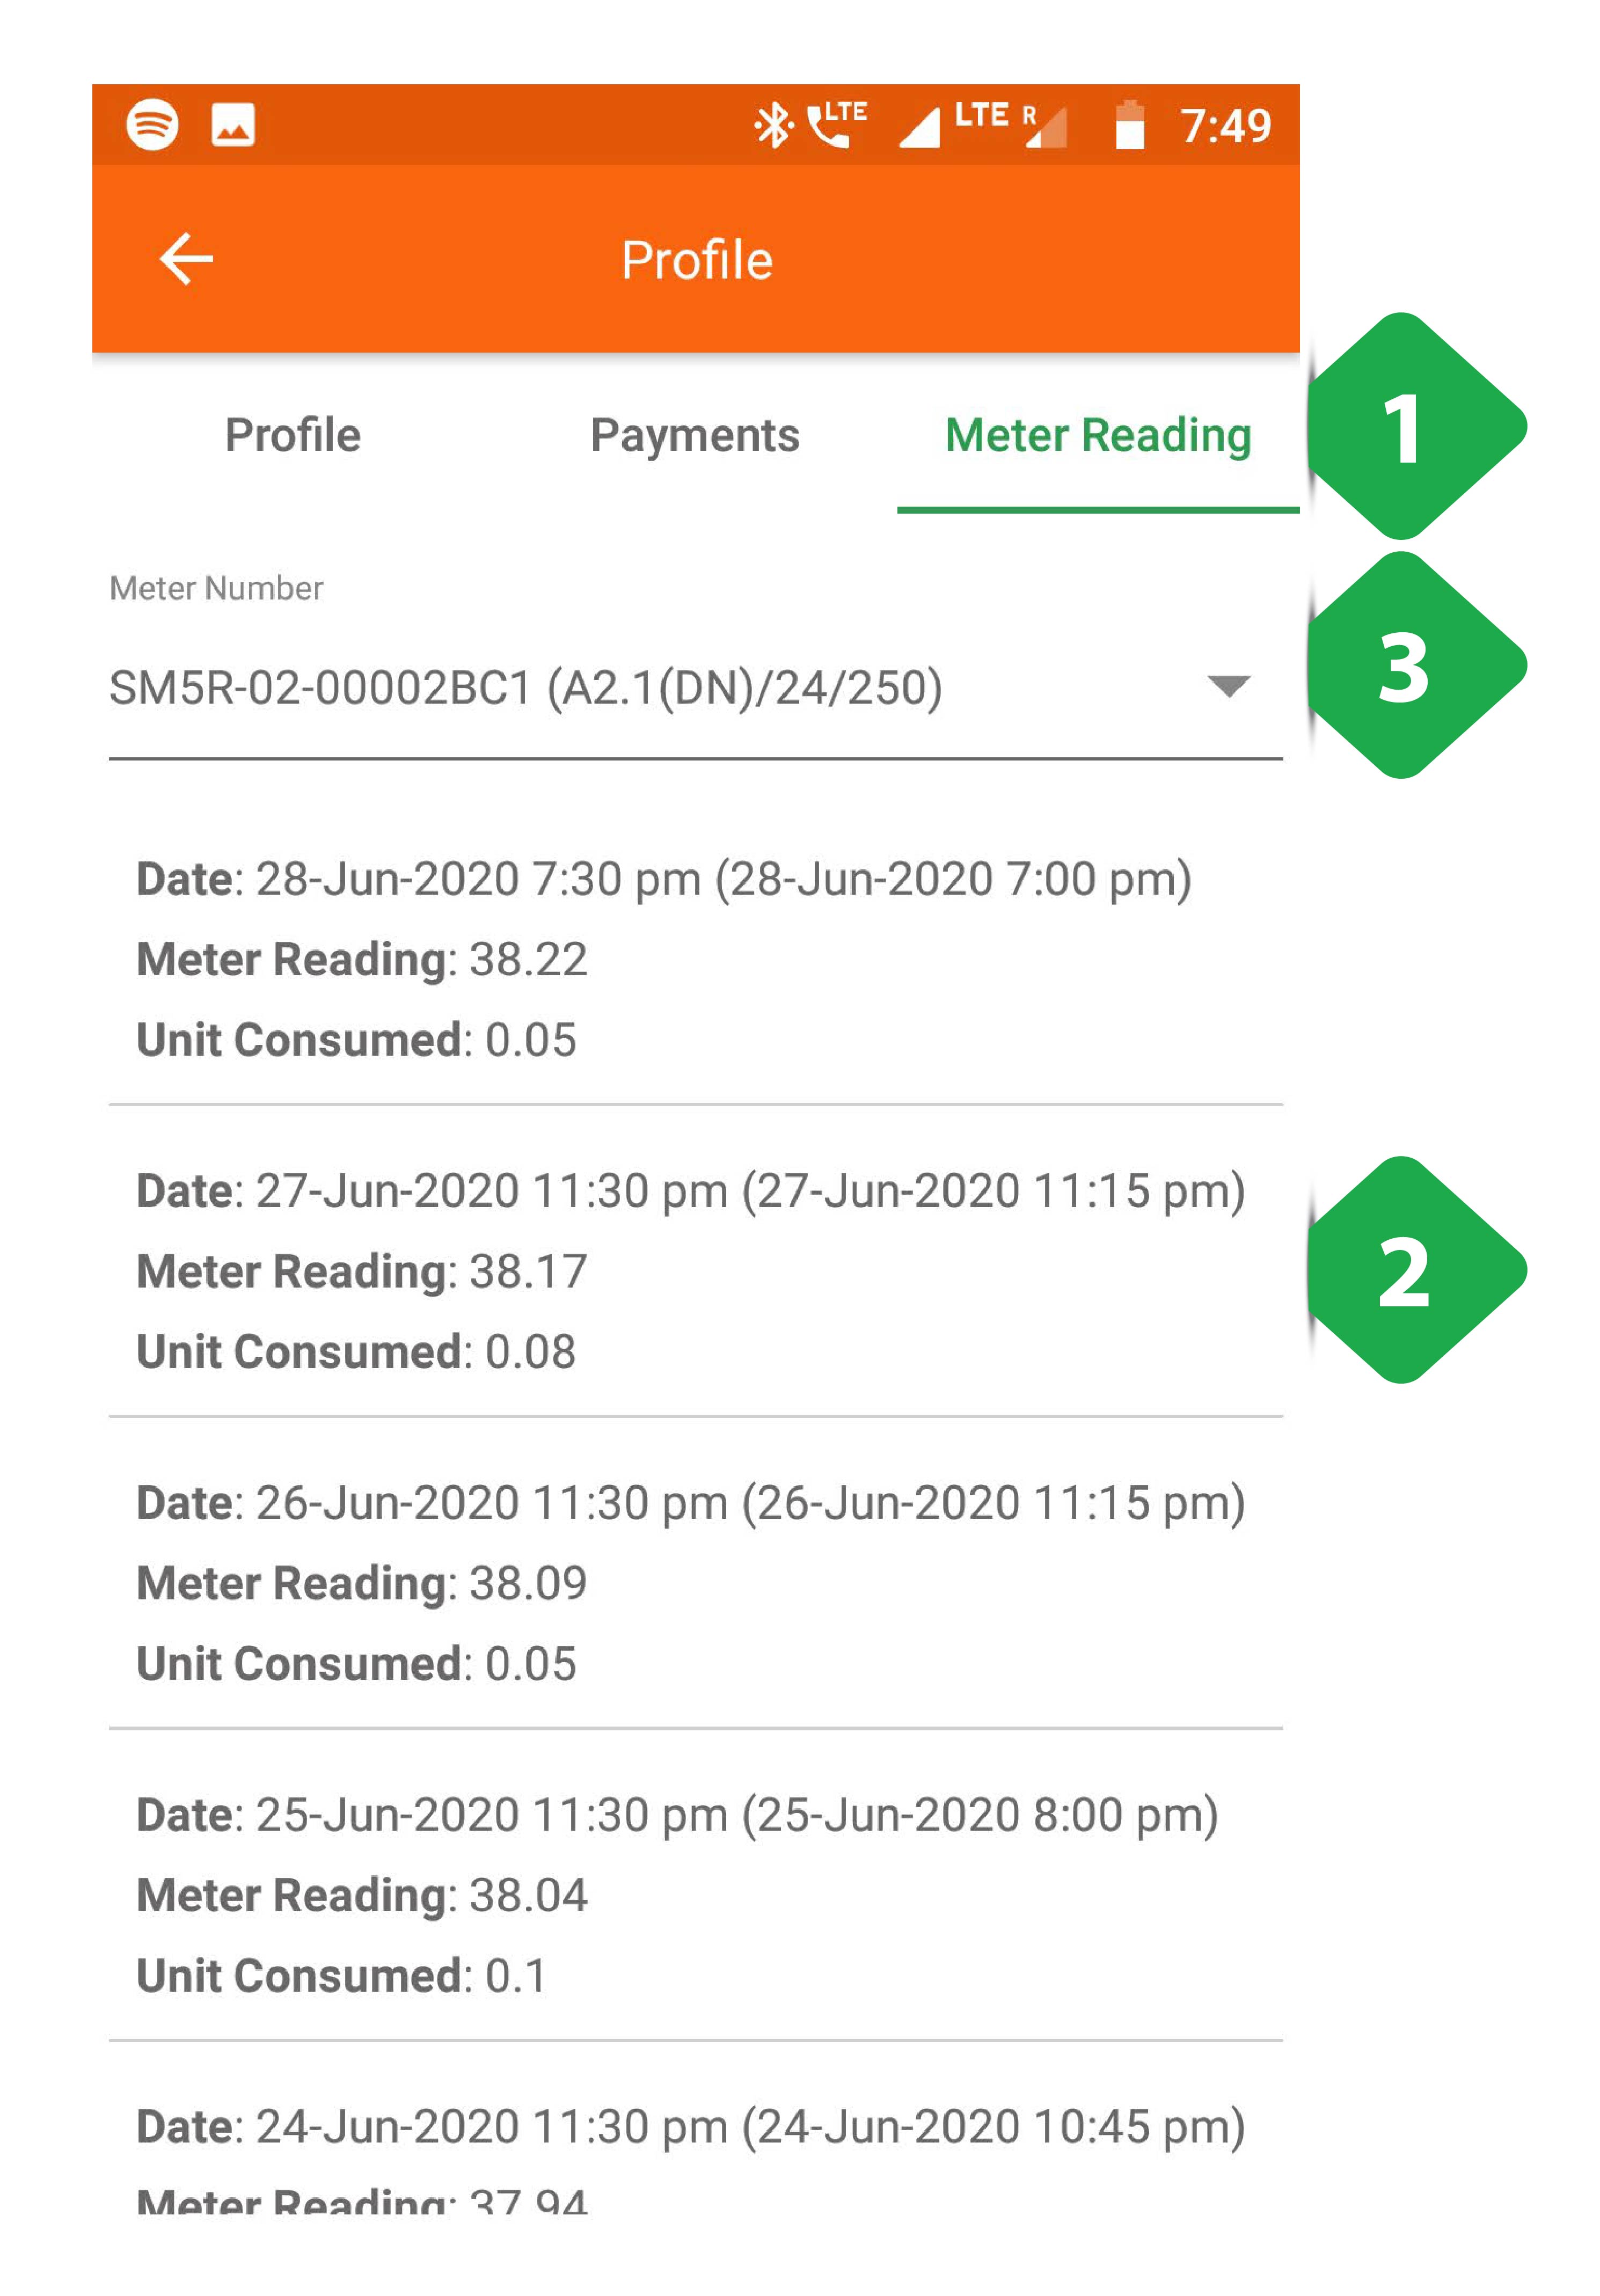 LTE LTE R 7:49
Profile
Profile Payments Meter Reading
1
Meter Number
SM5R-02-00002BC1 (A2.1(DN)/24/250)
3
Date: 28-Jun-2020 7:30 pm (28-Jun-2020 7:00 pm)
Meter Reading: 38.22
Unit Consumed: 0.05
Date: 27-Jun-2020 11:30 pm (27-Jun-2020 11:15 pm)
Meter Reading: 38.17
2
Unit Consumed: 0.08
Date: 26-Jun-2020 11:30 pm (26-Jun-2020 11:15 pm)
Meter Reading: 38.09
Unit Consumed: 0.05
Date: 25-Jun-2020 11:30 pm (25-Jun-2020 8:00 pm)
Meter Reading: 38.04
Unit Consumed: 0.1
Date: 24-Jun-2020 11:30 pm (24-Jun-2020 10:45 pm)
Meter Reading: 37.94